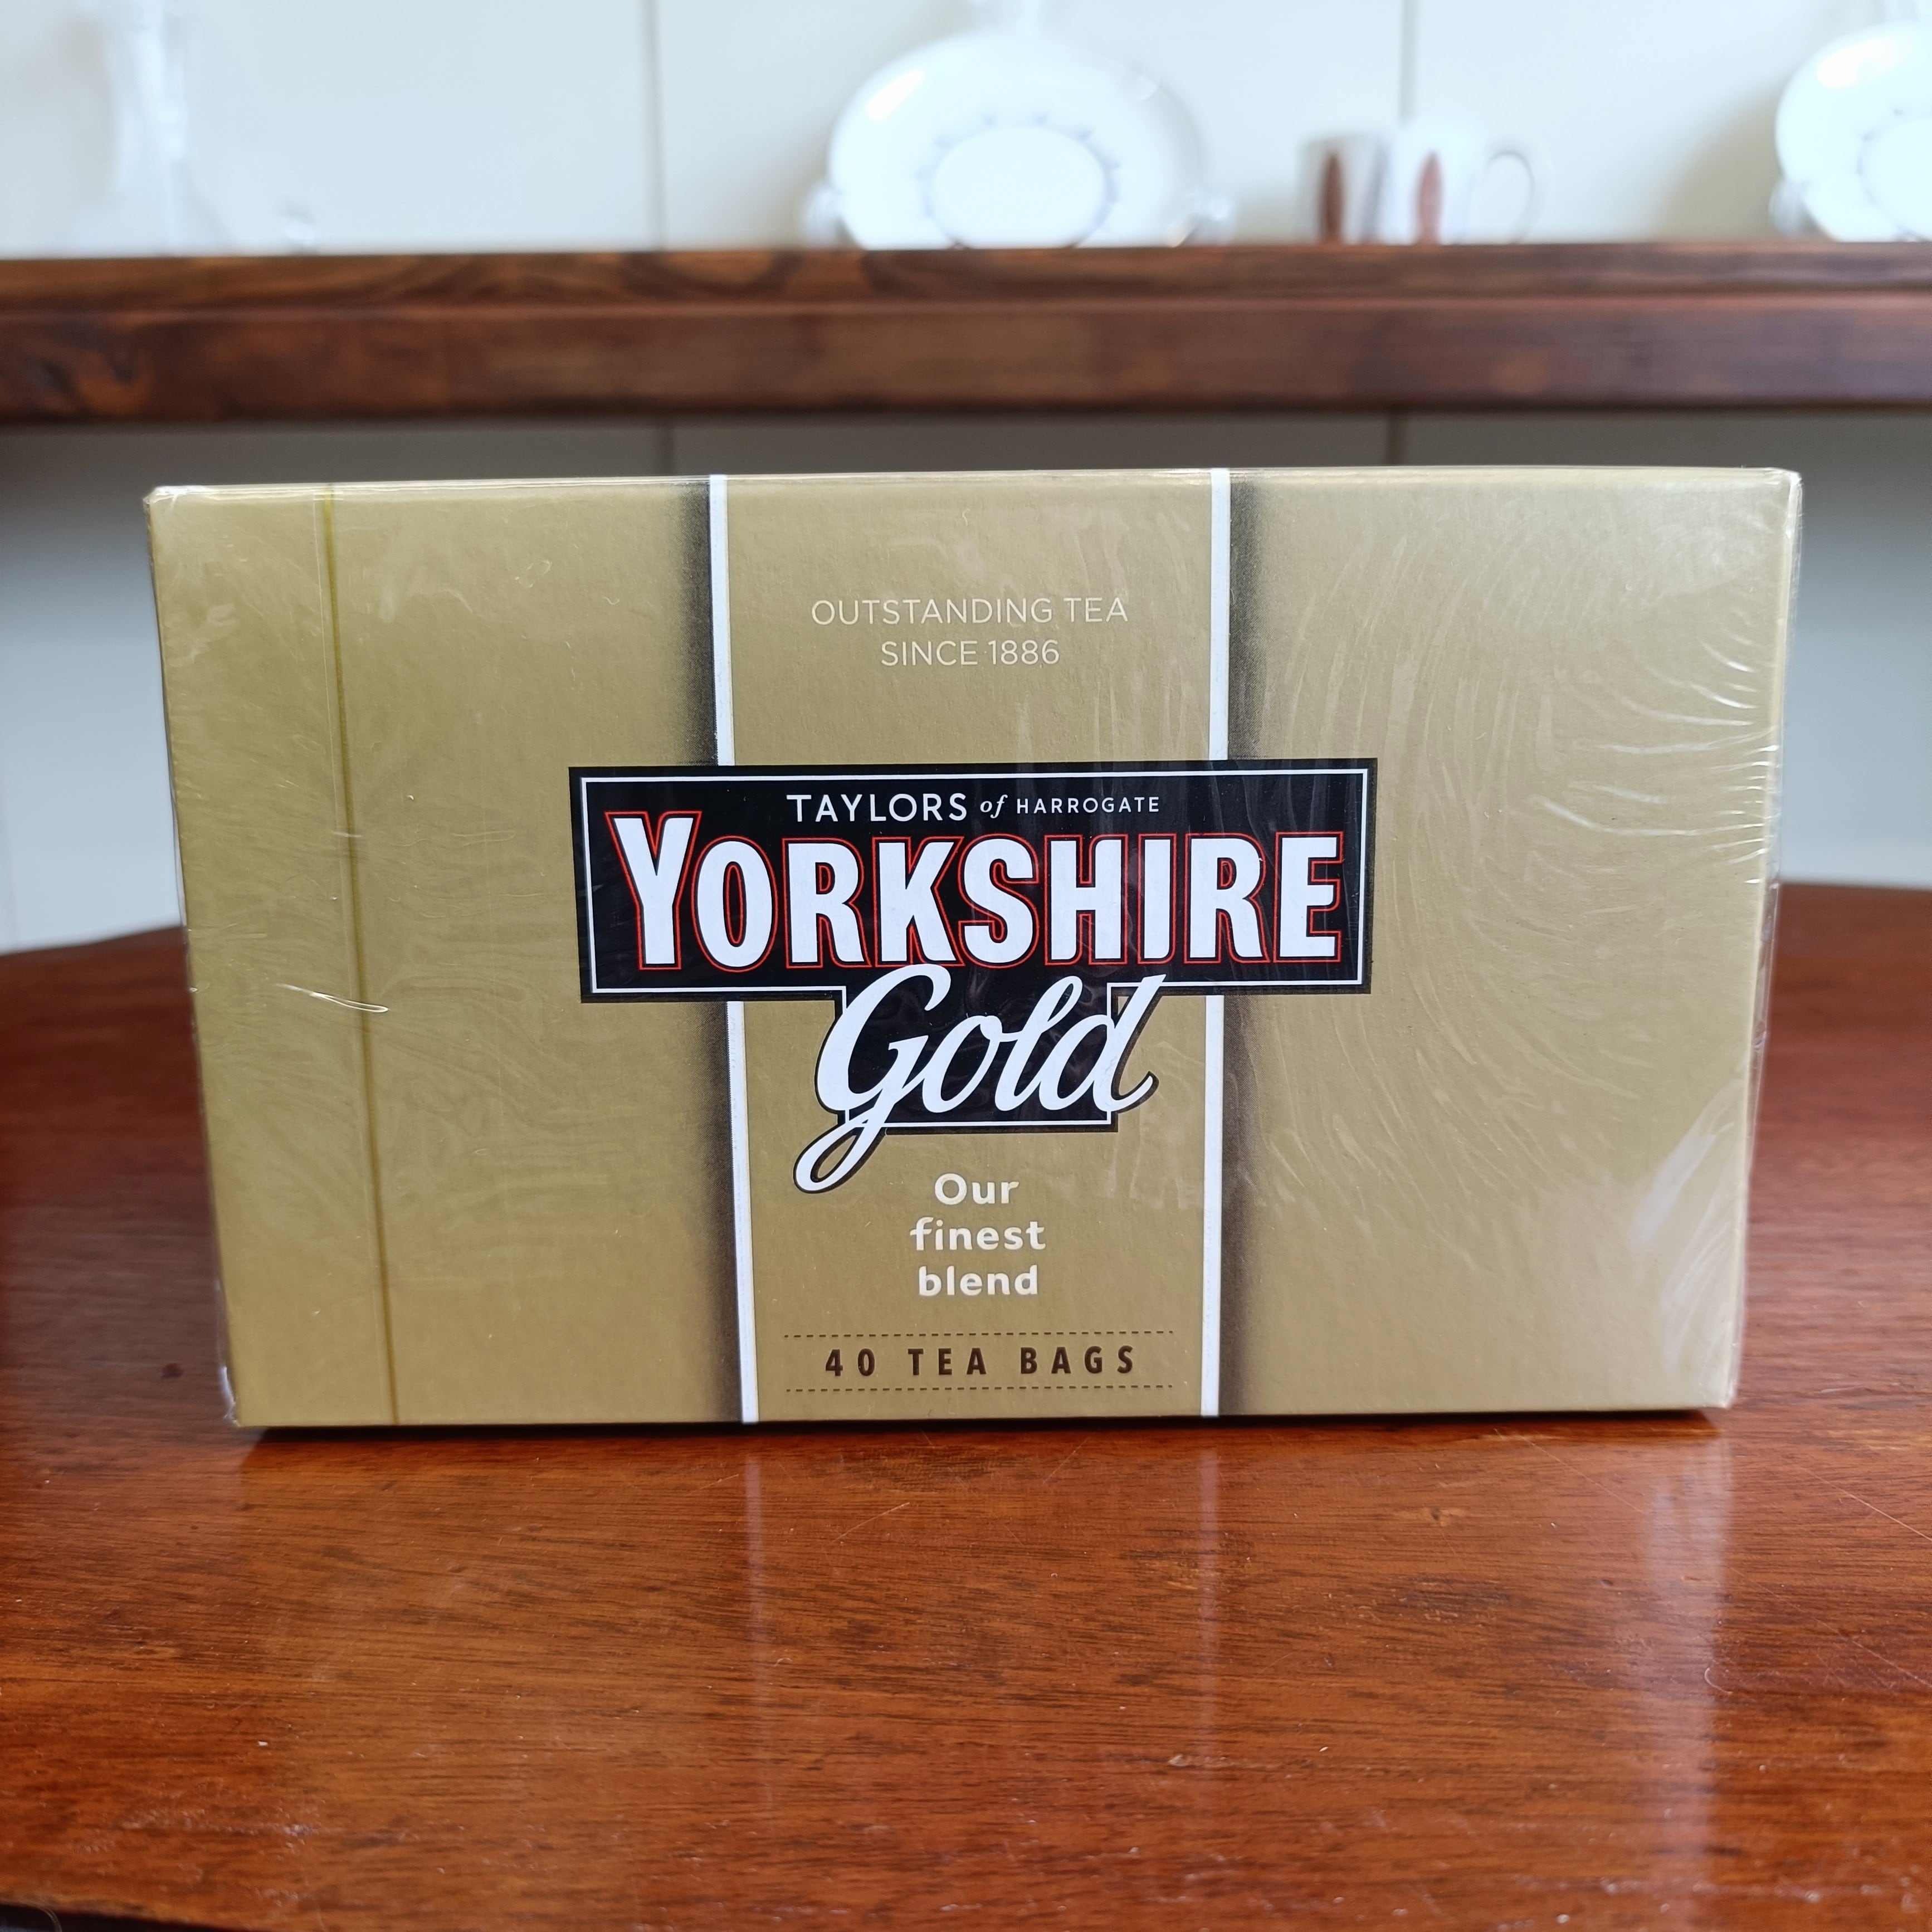 OUTSTANDING TEA
SINCE 1886
TAYLORS of HARROGATE
YORKSHIRE
Gold
Our
finest
blend
40 TEA BAGS